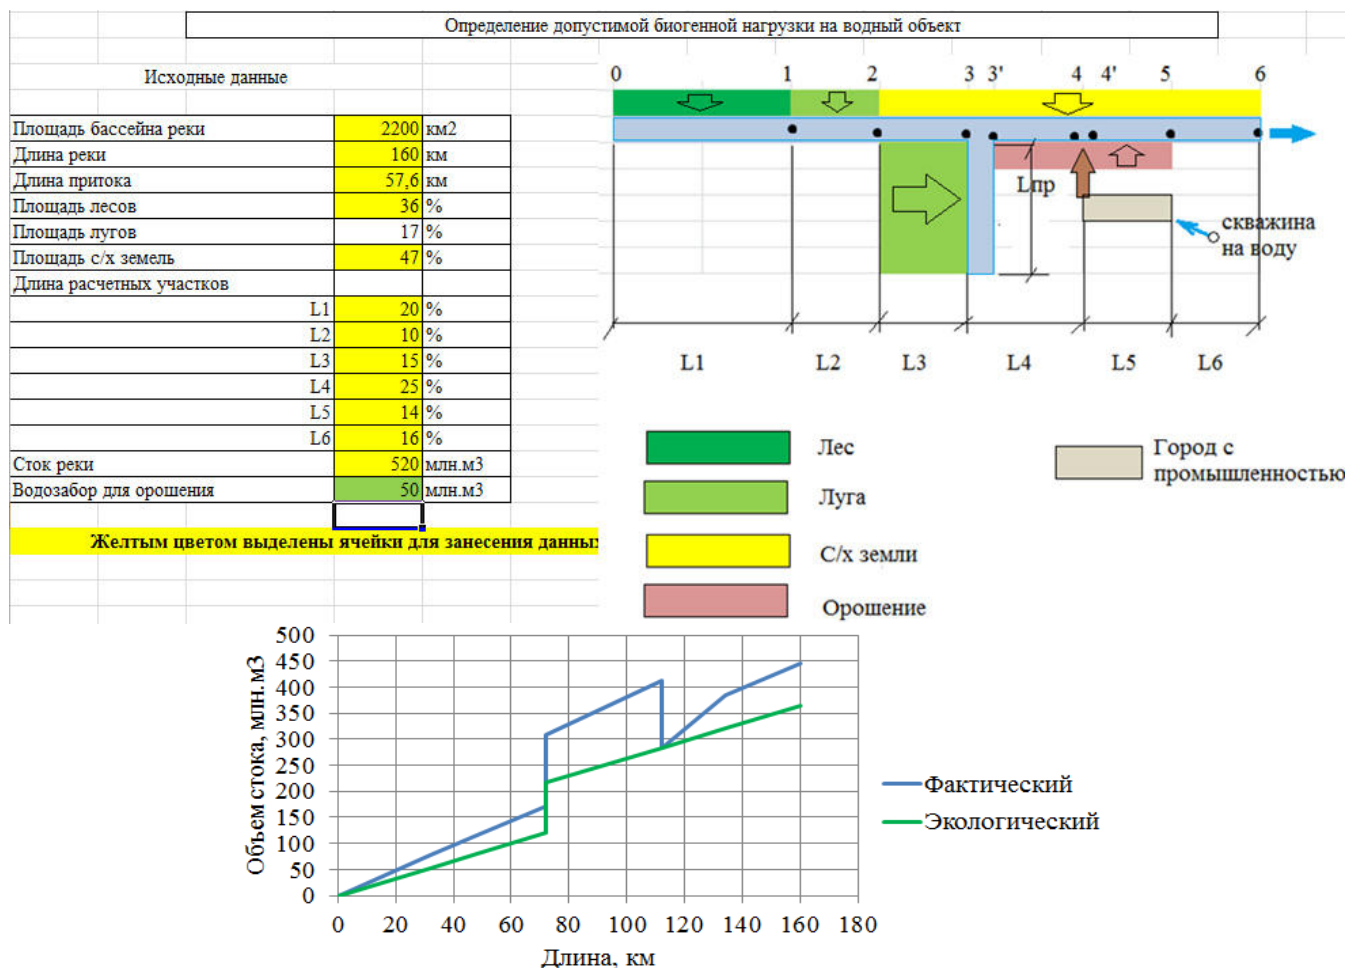 Определение допустимой биогенной нагрузки на водный объект
Исходные данные
Площадь бассейна реки 2200 км2
Длина реки 160 км
Длина притока 57,6 км
Площадь лесов 36 %
Площадь лугов 17 %
Площадь с/х земель 47 %
Длина расчетных участков
L1 20 %
L2 10 %
L3 15 %
L4 25 %
L5 14 %
L6 16 %
Сток реки 520 млн.м3
Водозабор для орошения 50 млн.м3
Желтым цветом выделены ячейки для занесения данных
0 1 2 3 3' 4 4' 5 6
Lпр
скважина
на воду
L1 L2 L3 L4 L5 L6
Лес
Луга
С/х земли
Орошение
Город с
промышленностью
Объем стока, млн.м3
500
450
400
350
300
250
200
150
100
50
0
0 20 40 60 80 100 120 140 160 180
Длина, км
Фактический
Экологический